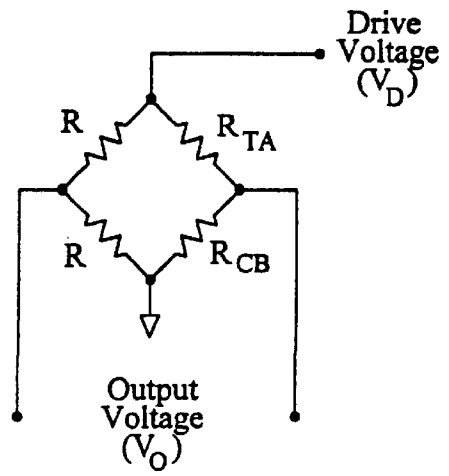 Drive
Voltage
(V_D)
R
R_TA
R
R_CB
Output
Voltage
(V_O)